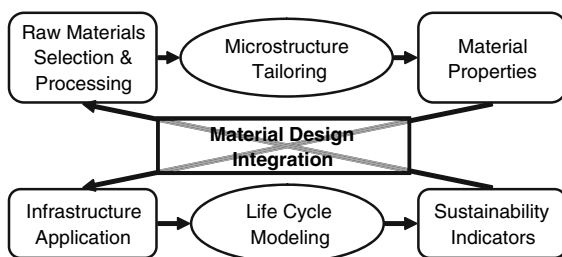 Raw Materials
Selection &
Processing
Microstructure
Tailoring
Material
Properties
Material Design
Integration
Infrastructure
Application
Life Cycle
Modeling
Sustainability
Indicators